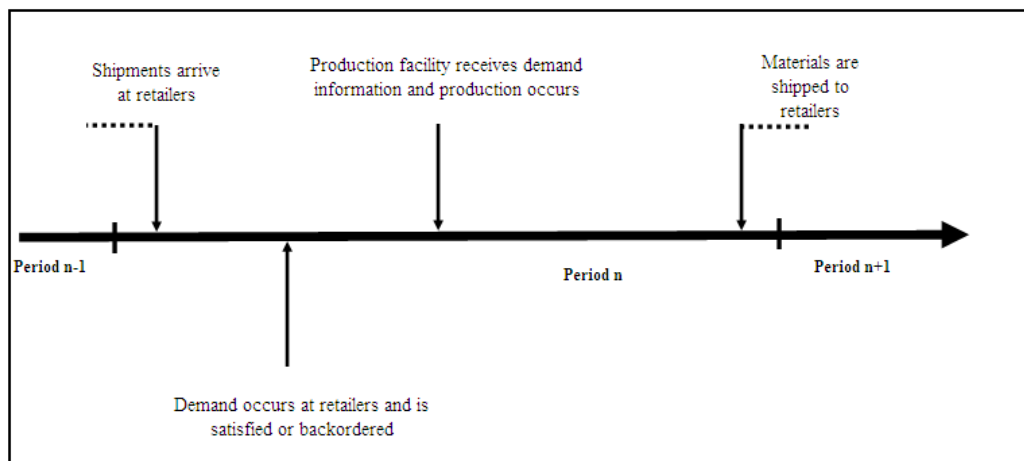 Shipments arrive
at retailers
Production facility receives demand
information and production occurs
Materials are
shipped to
retailers
Period n-1
Period n
Period n+1
Demand occurs at retailers and is
satisfied or backordered